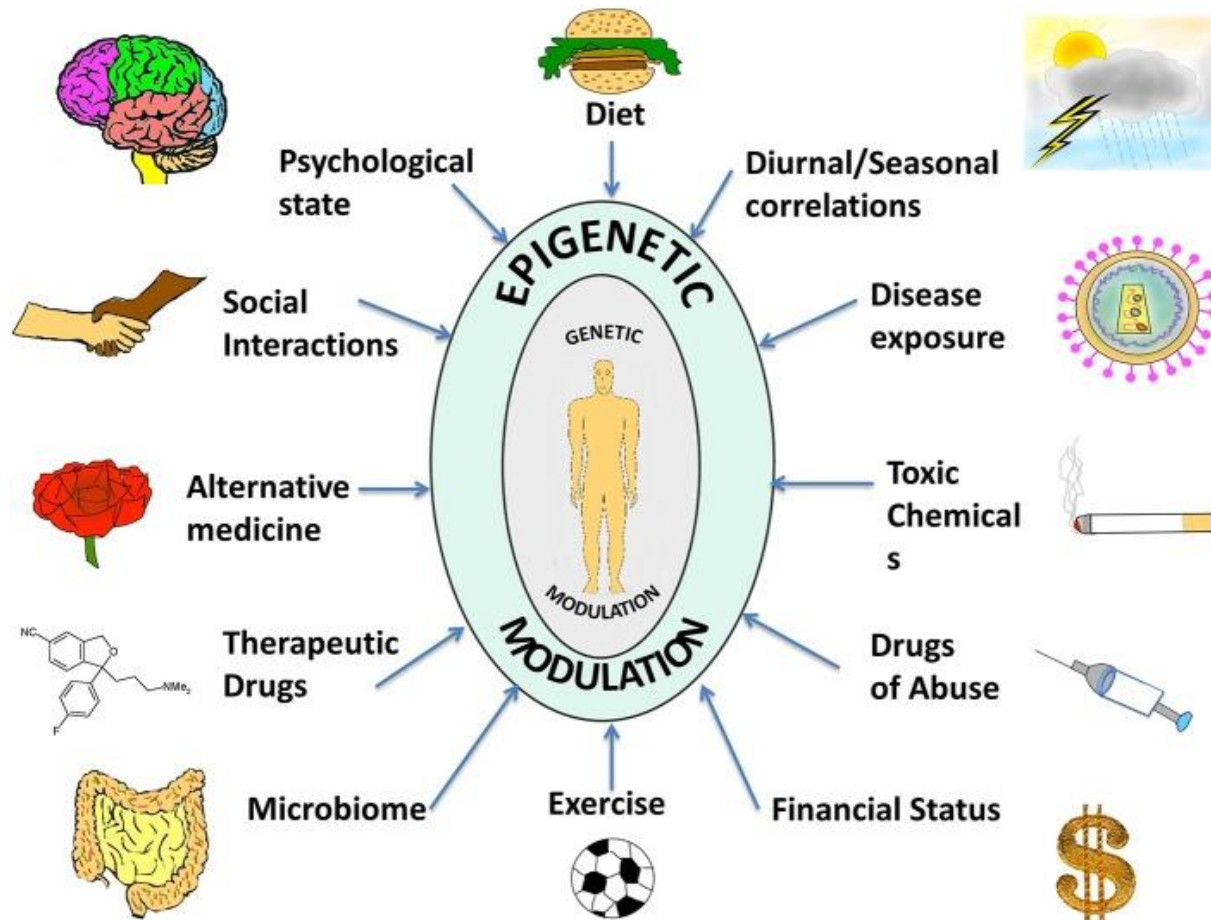 Diet
Psychological
state
Diurnal/Seasonal
correlations
EPIGENETIC
Social
Interactions
Disease
exposure
GENETIC
Alternative
medicine
Toxic
Chemical
s
MODULATION
MODULATION
Therapeutic
Drugs
Drugs
of Abuse
NC
O
NMe₂
F
Microbiome
Exercise
Financial Status
$